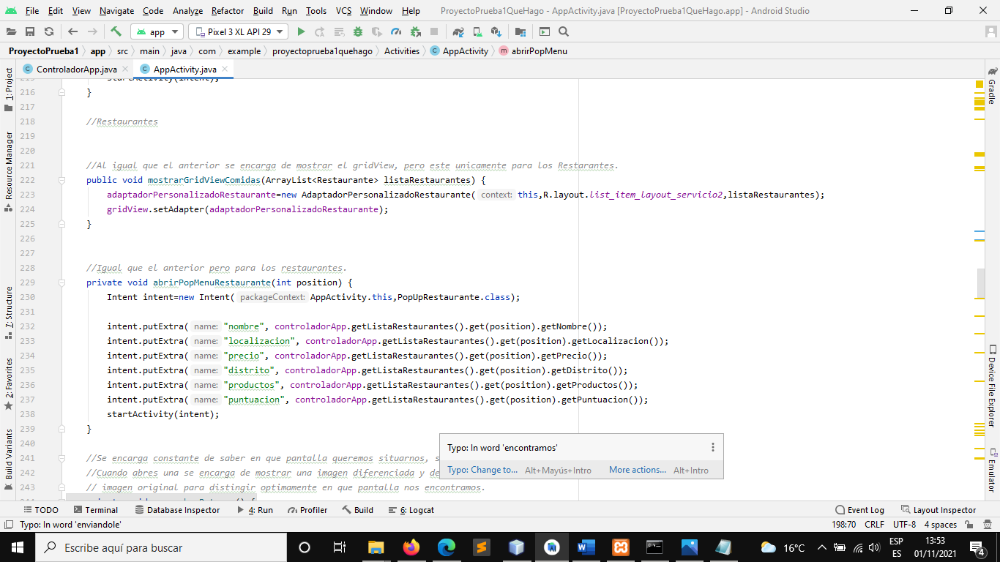 File Edit View Navigate Code Analyze Refactor Build Run Tools VCS Window Help ProyectoPrueba1QueHago - AppActivity.java [ProyectoPrueba1QueHago.app] - Android Studio
app Pixel 3 XL API 29
ProyectoPrueba1 app src main java com example proyectoprueba1quehago Activities AppActivity abrirPopMenu
ControladorApp.java AppActivity.java
1: Project
Resource Manager
7: Structure
2: Favorites
Build Variants
Gradle
Device File Explorer
Emulator
215 startActivity(intent);
216 }
217
218 //Restaurantes
219
220
221 //Al igual que el anterior se encarga de mostrar el gridView, pero este unicamente para los Restarantes.
222 public void mostrarGridViewComidas(ArrayList<Restaurante> listaRestaurantes) {
223 adaptadorPersonalizadoRestaurante=new AdaptadorPersonalizadoRestaurante( context: this,R.layout.list_item_layout_servicio2,listaRestaurantes);
224 gridView.setAdapter(adaptadorPersonalizadoRestaurante);
225 }
226
227
228 //Igual que el anterior pero para los restaurantes.
229 private void abrirPopMenuRestaurante(int position) {
230 Intent intent=new Intent( packageContext: AppActivity.this,PopUpRestaurante.class);
231
232 intent.putExtra( name: "nombre", controladorApp.getListaRestaurantes().get(position).getNombre());
233 intent.putExtra( name: "localizacion", controladorApp.getListaRestaurantes().get(position).getLocalizacion());
234 intent.putExtra( name: "precio", controladorApp.getListaRestaurantes().get(position).getPrecio());
235 intent.putExtra( name: "distrito", controladorApp.getListaRestaurantes().get(position).getDistrito());
236 intent.putExtra( name: "productos", controladorApp.getListaRestaurantes().get(position).getProductos());
237 intent.putExtra( name: "puntuacion", controladorApp.getListaRestaurantes().get(position).getPuntuacion());
238 startActivity(intent);
239 }
240
241 //Se encarga constante de saber en que pantalla queremos situarnos, s
242 //Cuando abres una se encarga de mostrar una imagen diferenciada y de
243 // imagen original para distingir optimamente en que pantalla nos encontramos.
Typo: In word 'encontramos'
Typo: Change to... Alt+Mayús+Intro More actions... Alt+Intro
TODO Terminal Database Inspector 4: Run Profiler Build 6: Logcat Event Log Layout Inspector
Typo: In word 'enviandole' 198:70 CRLF UTF-8 4 spaces
Escribe aquí para buscar 16°C ESP 13:53
ES 01/11/2021 4